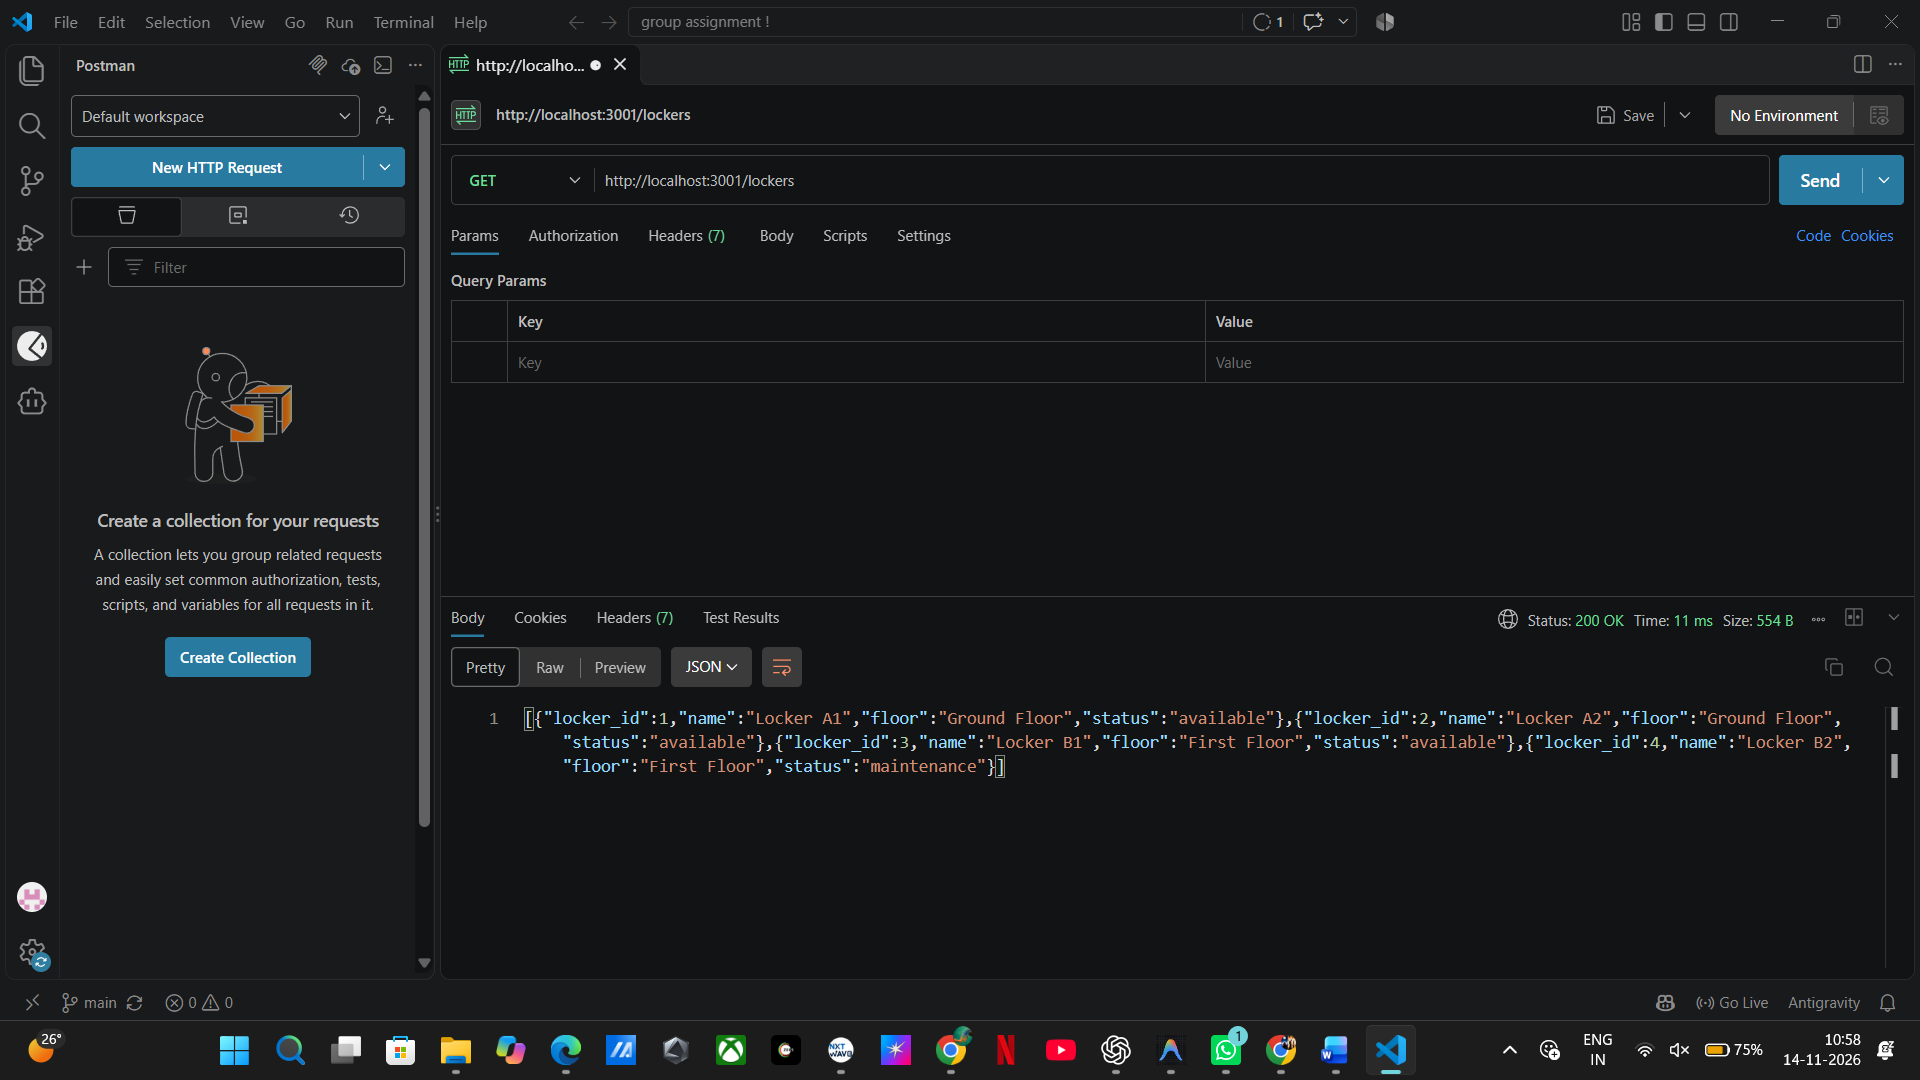 File Edit Selection View Go Run Terminal Help
group assignment !
1
Postman
HTTP http://localho...
Default workspace
HTTP http://localhost:3001/lockers
Save
No Environment
New HTTP Request
GET http://localhost:3001/lockers
Send
Params Authorization Headers (7) Body Scripts Settings
Code Cookies
Filter
Query Params
Key Value
Key Value
Create a collection for your requests
A collection lets you group related requests
and easily set common authorization, tests,
scripts, and variables for all requests in it.
Create Collection
Body Cookies Headers (7) Test Results
Status: 200 OK Time: 11 ms Size: 554 B
Pretty Raw Preview JSON
1 [{"locker_id":1,"name":"Locker A1","floor":"Ground Floor","status":"available"},{"locker_id":2,"name":"Locker A2","floor":"Ground Floor",
"status":"available"},{"locker_id":3,"name":"Locker B1","floor":"First Floor","status":"available"},{"locker_id":4,"name":"Locker B2",
"floor":"First Floor","status":"maintenance"}]
main 0 0
Go Live Antigravity
26°
NXT WAVE
1
W
ENG
IN
75%
10:58
14-11-2026